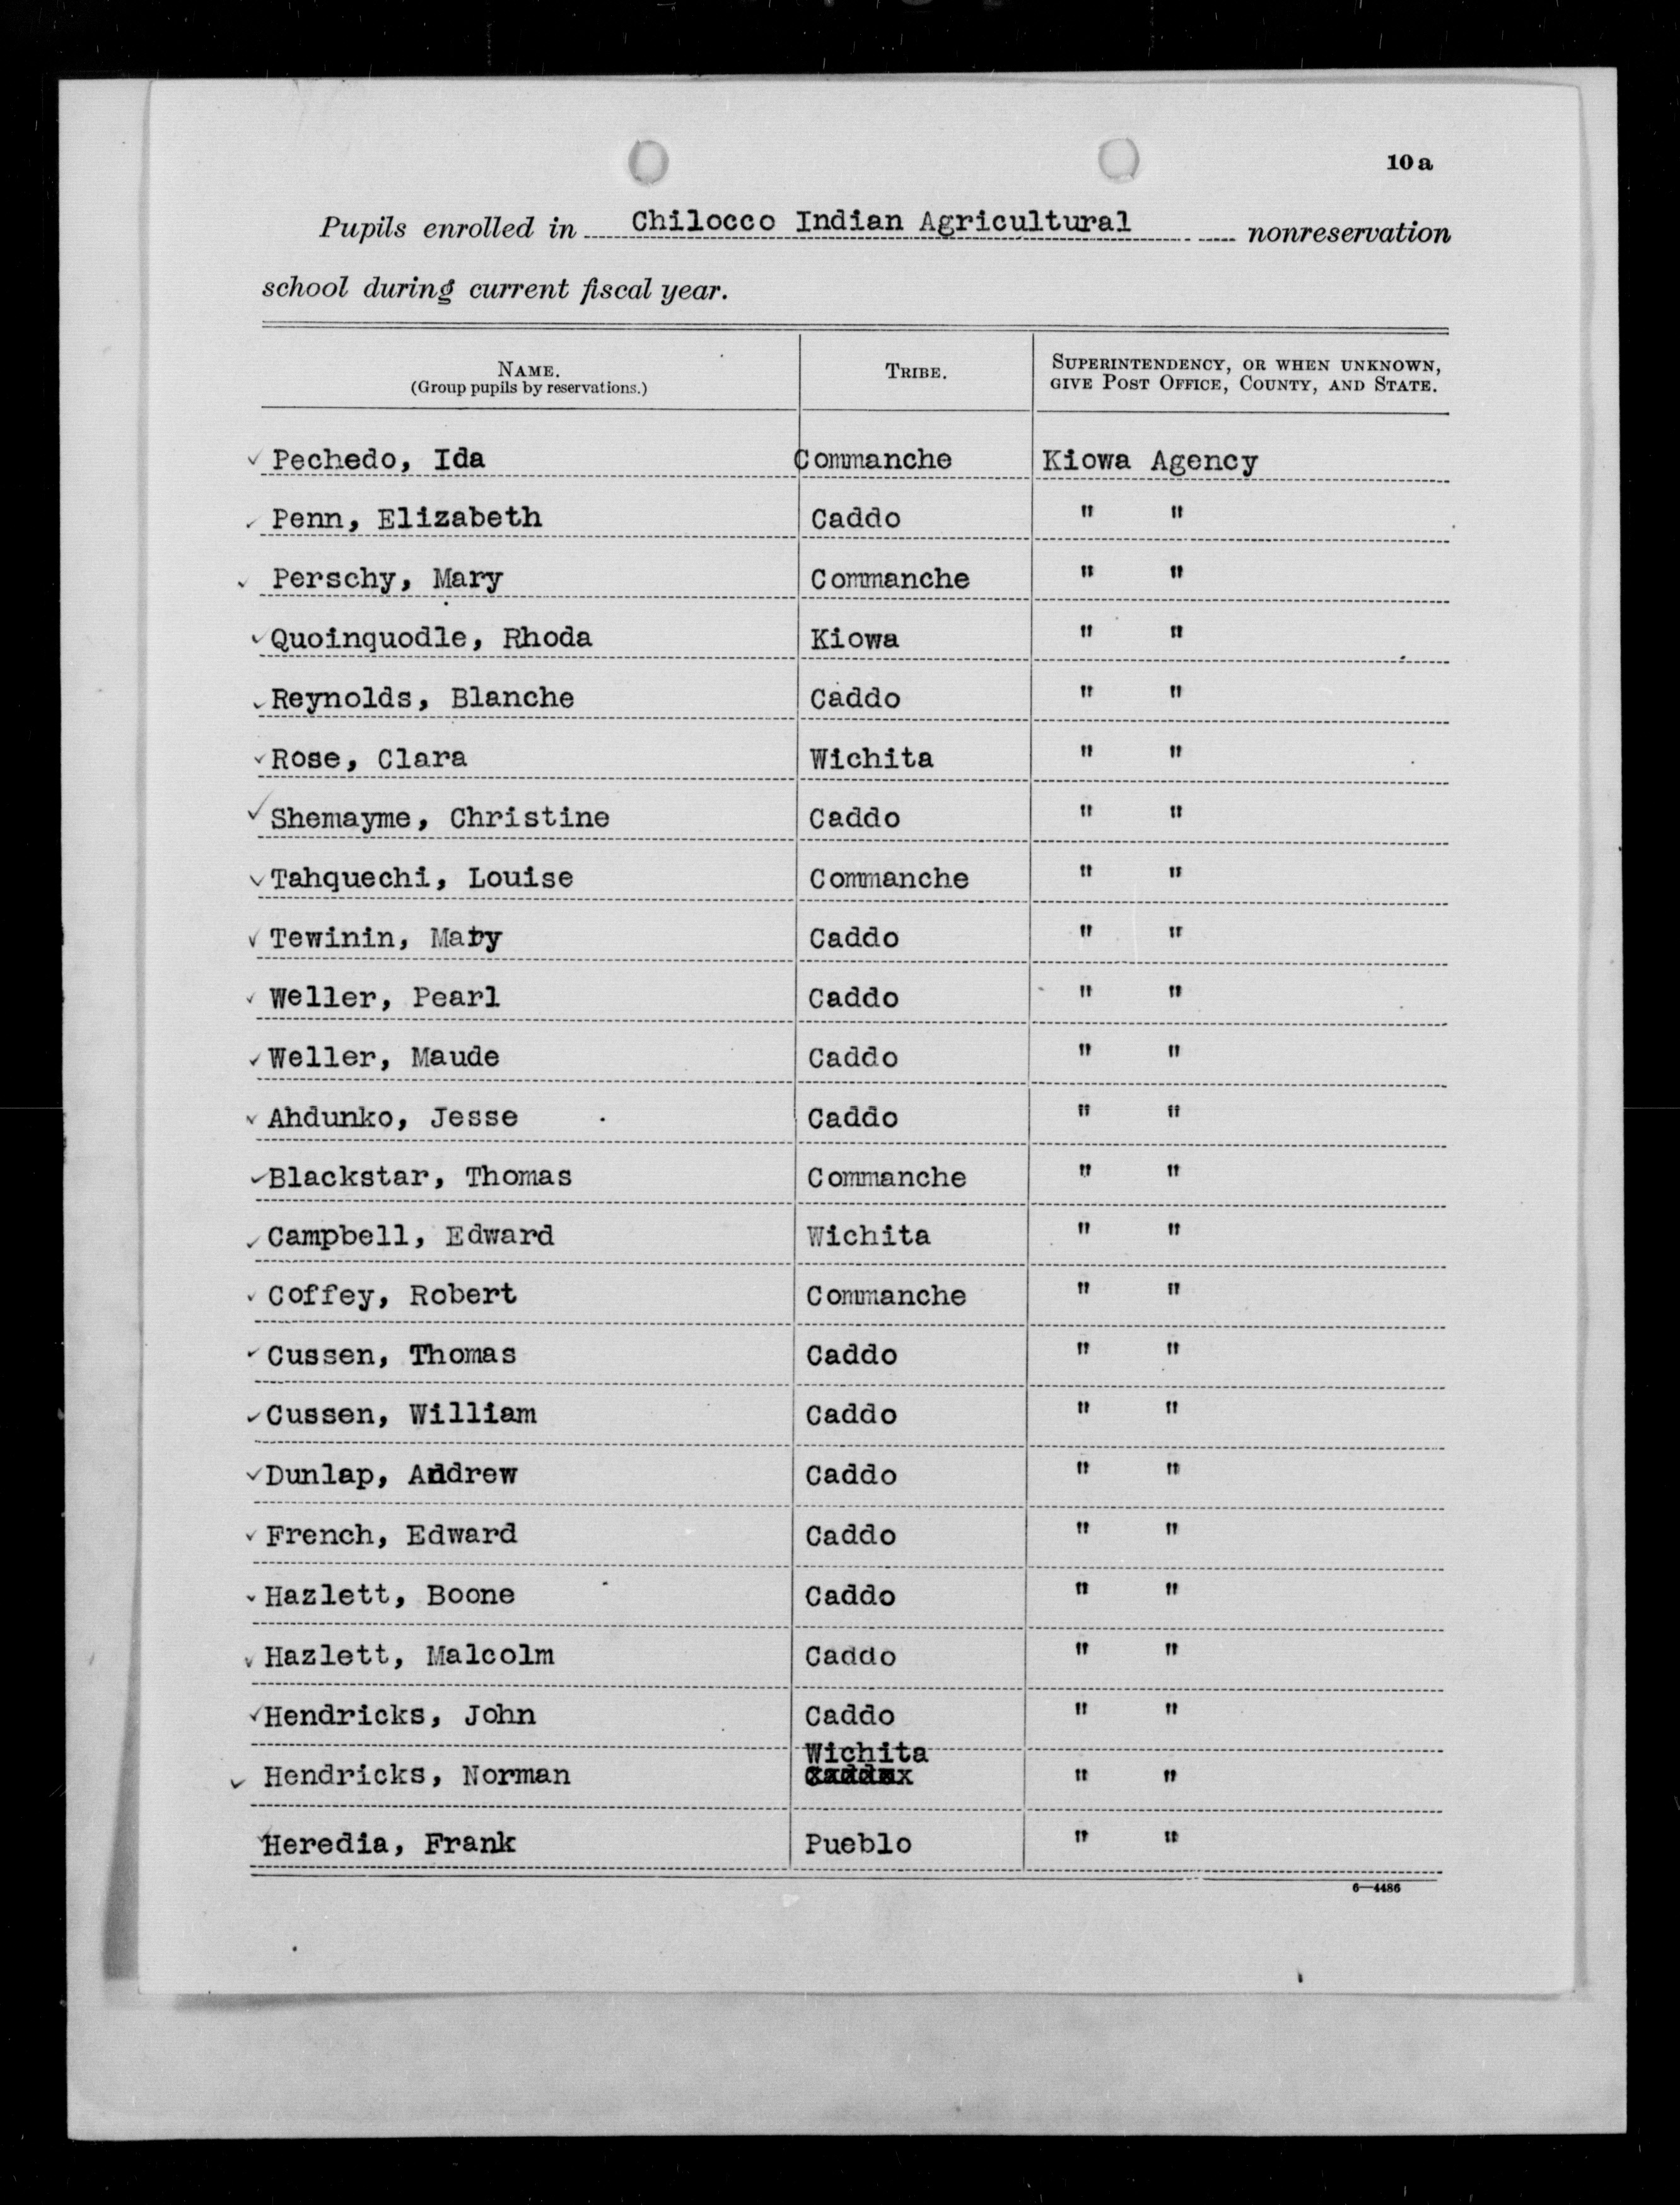 10a
Pupils enrolled in Chilocco Indian Agricultural nonreservation
school during current fiscal year.
NAME. TRIBE. SUPERINTENDENCY, OR WHEN UNKNOWN,
(Group pupils by reservations.) GIVE POST OFFICE, COUNTY, AND STATE.
✓ Pechedo, Ida Commanche Kiowa Agency
✓ Penn, Elizabeth Caddo " "
✓ Perschy, Mary Commanche " "
✓ Quoinquodle, Rhoda Kiowa " "
✓ Reynolds, Blanche Caddo " "
✓ Rose, Clara Wichita " "
✓ Shemayme, Christine Caddo " "
✓ Tahquechi, Louise Commanche " "
✓ Tewinin, Mary Caddo " "
✓ Weller, Pearl Caddo " "
✓ Weller, Maude Caddo " "
✓ Ahdunko, Jesse Caddo " "
✓ Blackstar, Thomas Commanche " "
✓ Campbell, Edward Wichita " "
✓ Coffey, Robert Commanche " "
✓ Cussen, Thomas Caddo " "
✓ Cussen, William Caddo " "
✓ Dunlap, Andrew Caddo " "
✓ French, Edward Caddo " "
✓ Hazlett, Boone Caddo " "
✓ Hazlett, Malcolm Caddo " "
✓ Hendricks, John Caddo " "
Wichita
✓ Hendricks, Norman " "
✓ Heredia, Frank Pueblo " "
6—4486